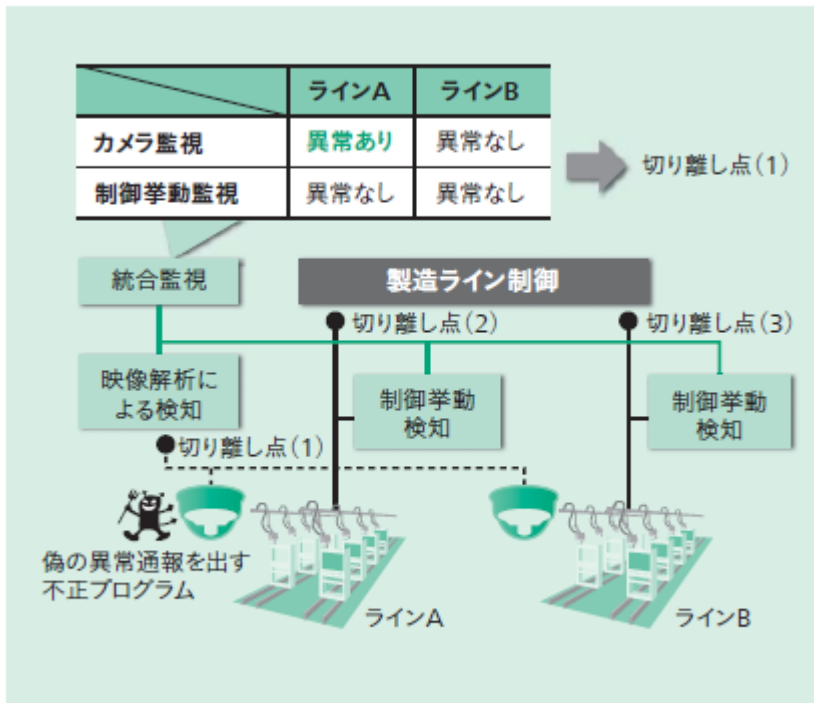 ラインA ラインB
カメラ監視 異常あり 異常なし
制御挙動監視 異常なし 異常なし
切り離し点(1)
統合監視
製造ライン制御
切り離し点(2)
切り離し点(3)
映像解析に
よる検知
制御挙動
検知
制御挙動
検知
切り離し点(1)
偽の異常通報を出す
不正プログラム
ラインA
ラインB